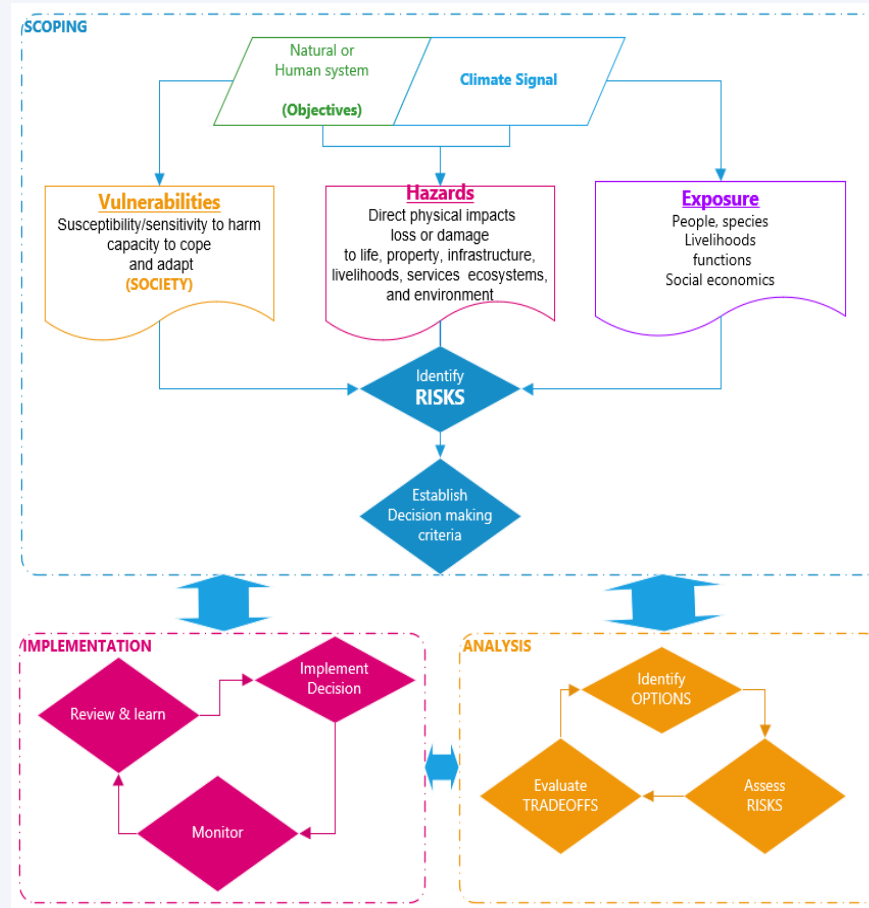 SCOPING
Natural or
Human system
(Objectives)
Climate Signal
Vulnerabilities
Susceptibility/sensitivity to harm
capacity to cope
and adapt
(SOCIETY)
Hazards
Direct physical impacts
loss or damage
to life, property, infrastructure,
livelihoods, services ecosystems,
and environment
Exposure
People, species
Livelihoods
functions
Social economics
Identify
RISKS
Establish
Decision making
criteria
IMPLEMENTATION
Implement
Decision
Review & learn
Monitor
ANALYSIS
Identify
OPTIONS
Evaluate
TRADEOFFS
Assess
RISKS